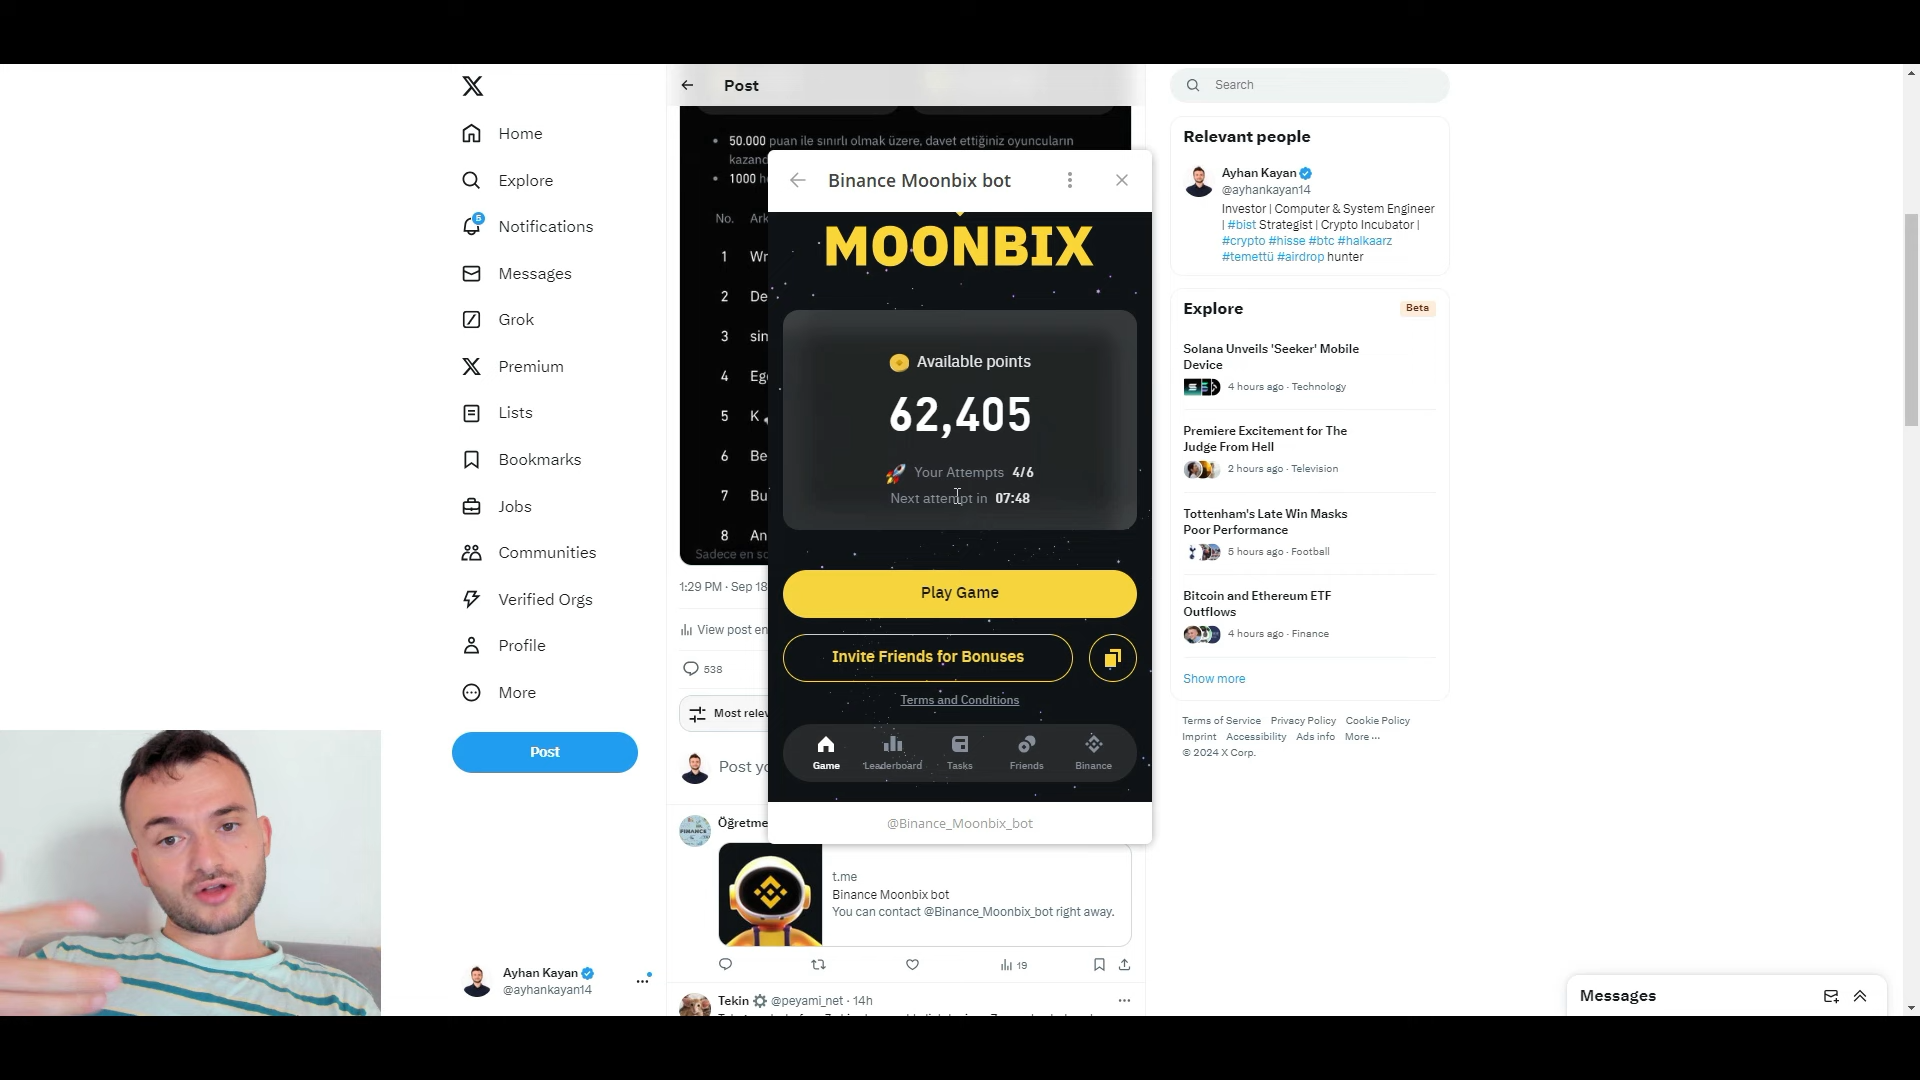 Home
Explore
5
Notifications
Messages
Grok
Premium
Lists
Bookmarks
Jobs
Communities
Verified Orgs
Profile
More
Post
Ayhan Kayan
@ayhankayan14
Post
50.000 puan ile sınırlı olmak üzere, davet ettiğiniz oyuncuların
1000
No.
1
2
3
4
5 K
6
7
8
1:29 PM · Sep 18
538
Binance Moonbix bot
MOONBIX
Available points
62,405
Your Attempts 4/6
Next attempt in 07:48
Play Game
Invite Friends for Bonuses
Terms and Conditions
Game
Leaderboard
Tasks
Friends
Binance
@Binance_Moonbix_bot
t.me
Binance Moonbix bot
You can contact @Binance_Moonbix_bot right away.
19
Tekin @peyami_net · 14h
Search
Relevant people
Ayhan Kayan
@ayhankayan14
Investor | Computer & System Engineer
| #bist Strategist | Crypto Incubator |
#crypto #hisse #btc #halkaarz
#temettü #airdrop hunter
Explore
Beta
Solana Unveils 'Seeker' Mobile
Device
4 hours ago · Technology
Premiere Excitement for The
Judge From Hell
2 hours ago · Television
Tottenham's Late Win Masks
Poor Performance
5 hours ago · Football
Bitcoin and Ethereum ETF
Outflows
4 hours ago · Finance
Show more
Terms of Service Privacy Policy Cookie Policy
Imprint Accessibility Ads info More ...
© 2024 X Corp.
Messages